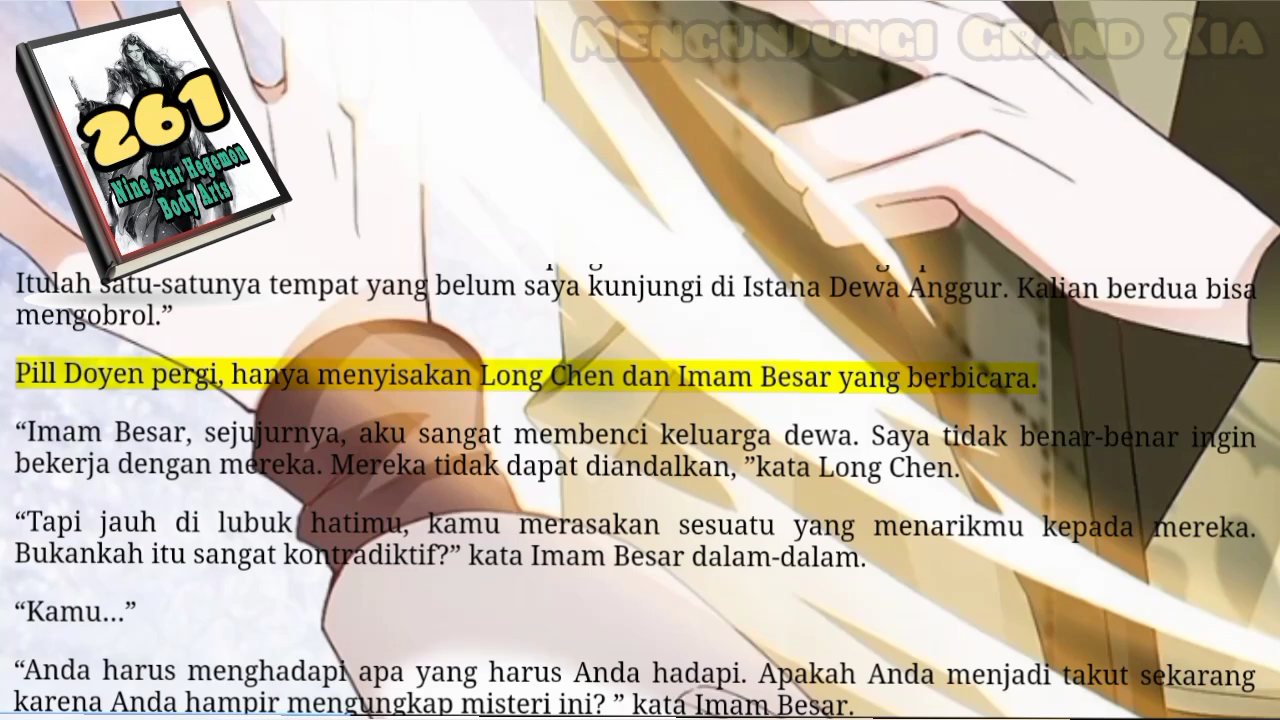 Mengunjungi Grand Xia
261
Nine Star Hegemon
Body Arts
Itulah satu-satunya tempat yang belum saya kunjungi di Istana Dewa Anggur. Kalian berdua bisa
mengobrol.”
Pill Doyen pergi, hanya menyisakan Long Chen dan Imam Besar yang berbicara.
“Imam Besar, sejujurnya, aku sangat membenci keluarga dewa. Saya tidak benar-benar ingin
bekerja dengan mereka. Mereka tidak dapat diandalkan, ”kata Long Chen.
“Tapi jauh di lubuk hatimu, kamu merasakan sesuatu yang menarikmu kepada mereka.
Bukankah itu sangat kontradiktif?” kata Imam Besar dalam-dalam.
“Kamu...”
“Anda harus menghadapi apa yang harus Anda hadapi. Apakah Anda menjadi takut sekarang
karena Anda hampir mengungkap misteri ini? ” kata Imam Besar.